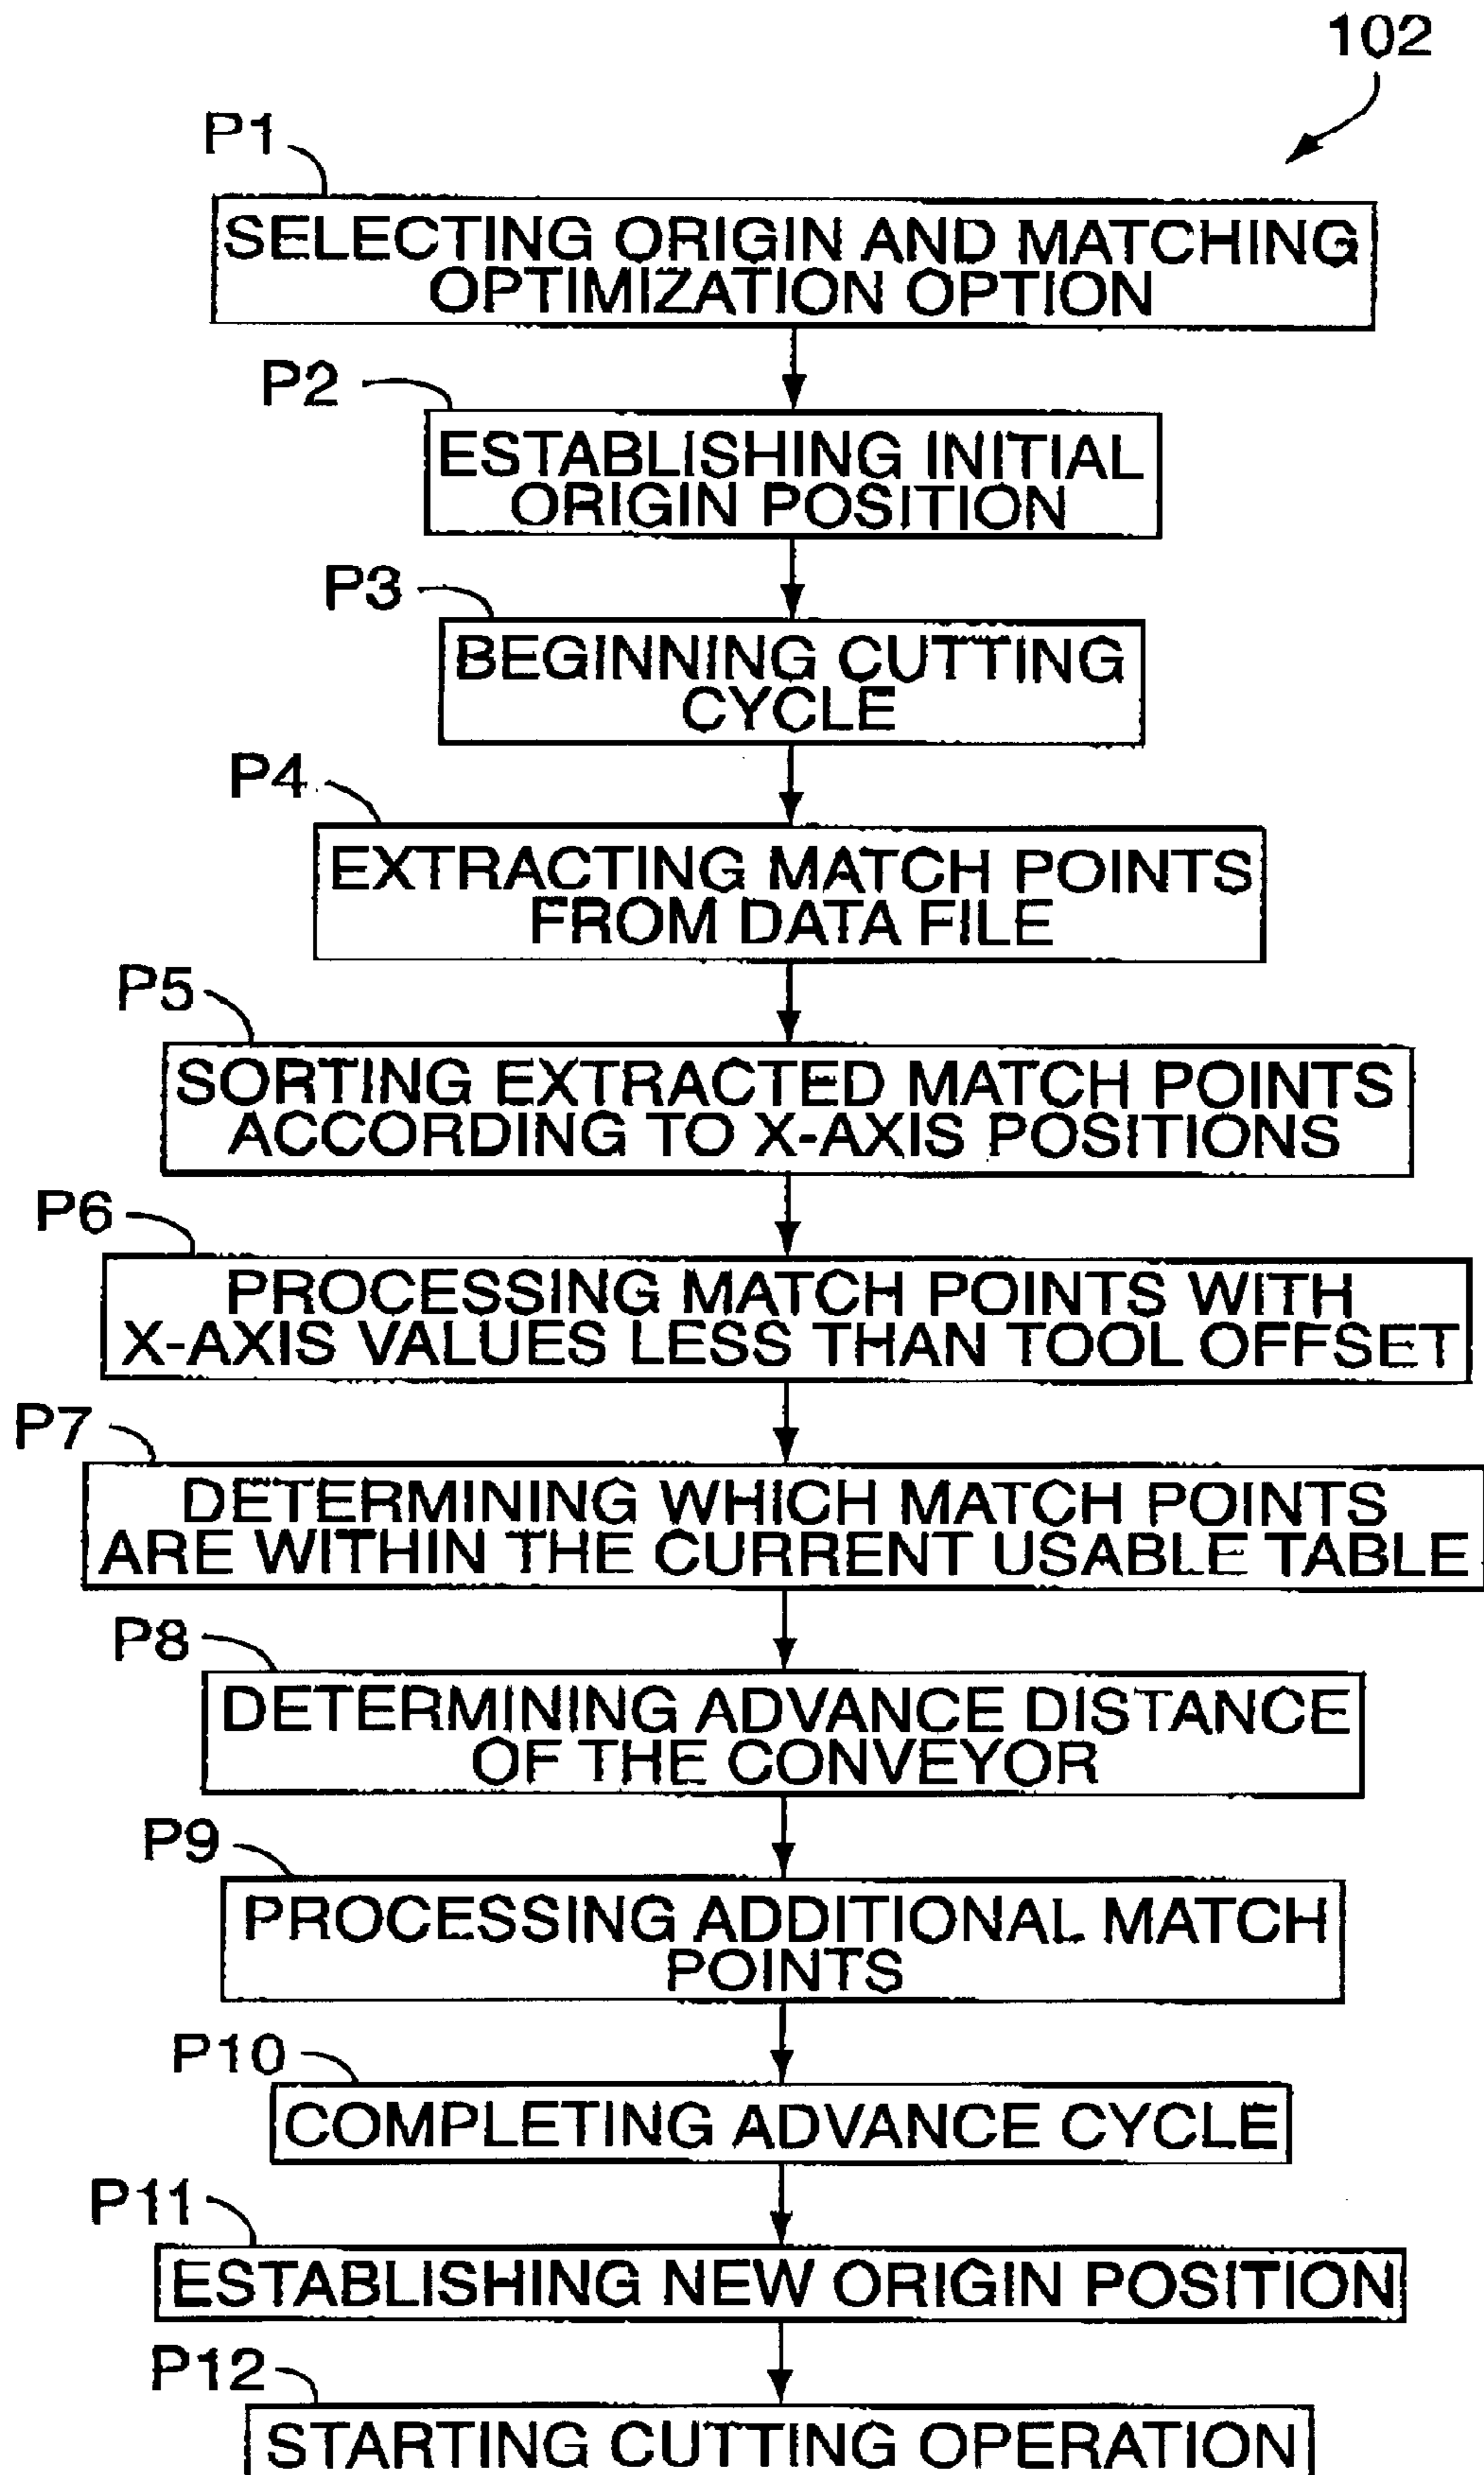 102
P1
SELECTING ORIGIN AND MATCHING
OPTIMIZATION OPTION
P2
ESTABLISHING INITIAL
ORIGIN POSITION
P3
BEGINNING CUTTING
CYCLE
P4
EXTRACTING MATCH POINTS
FROM DATA FILE
P5
SORTING EXTRACTED MATCH POINTS
ACCORDING TO X-AXIS POSITIONS
P6
PROCESSING MATCH POINTS WITH
X-AXIS VALUES LESS THAN TOOL OFFSET
P7
DETERMINING WHICH MATCH POINTS
ARE WITHIN THE CURRENT USABLE TABLE
P8
DETERMINING ADVANCE DISTANCE
OF THE CONVEYOR
P9
PROCESSING ADDITIONAL MATCH
POINTS
P10
COMPLETING ADVANCE CYCLE
P11
ESTABLISHING NEW ORIGIN POSITION
P12
STARTING CUTTING OPERATION